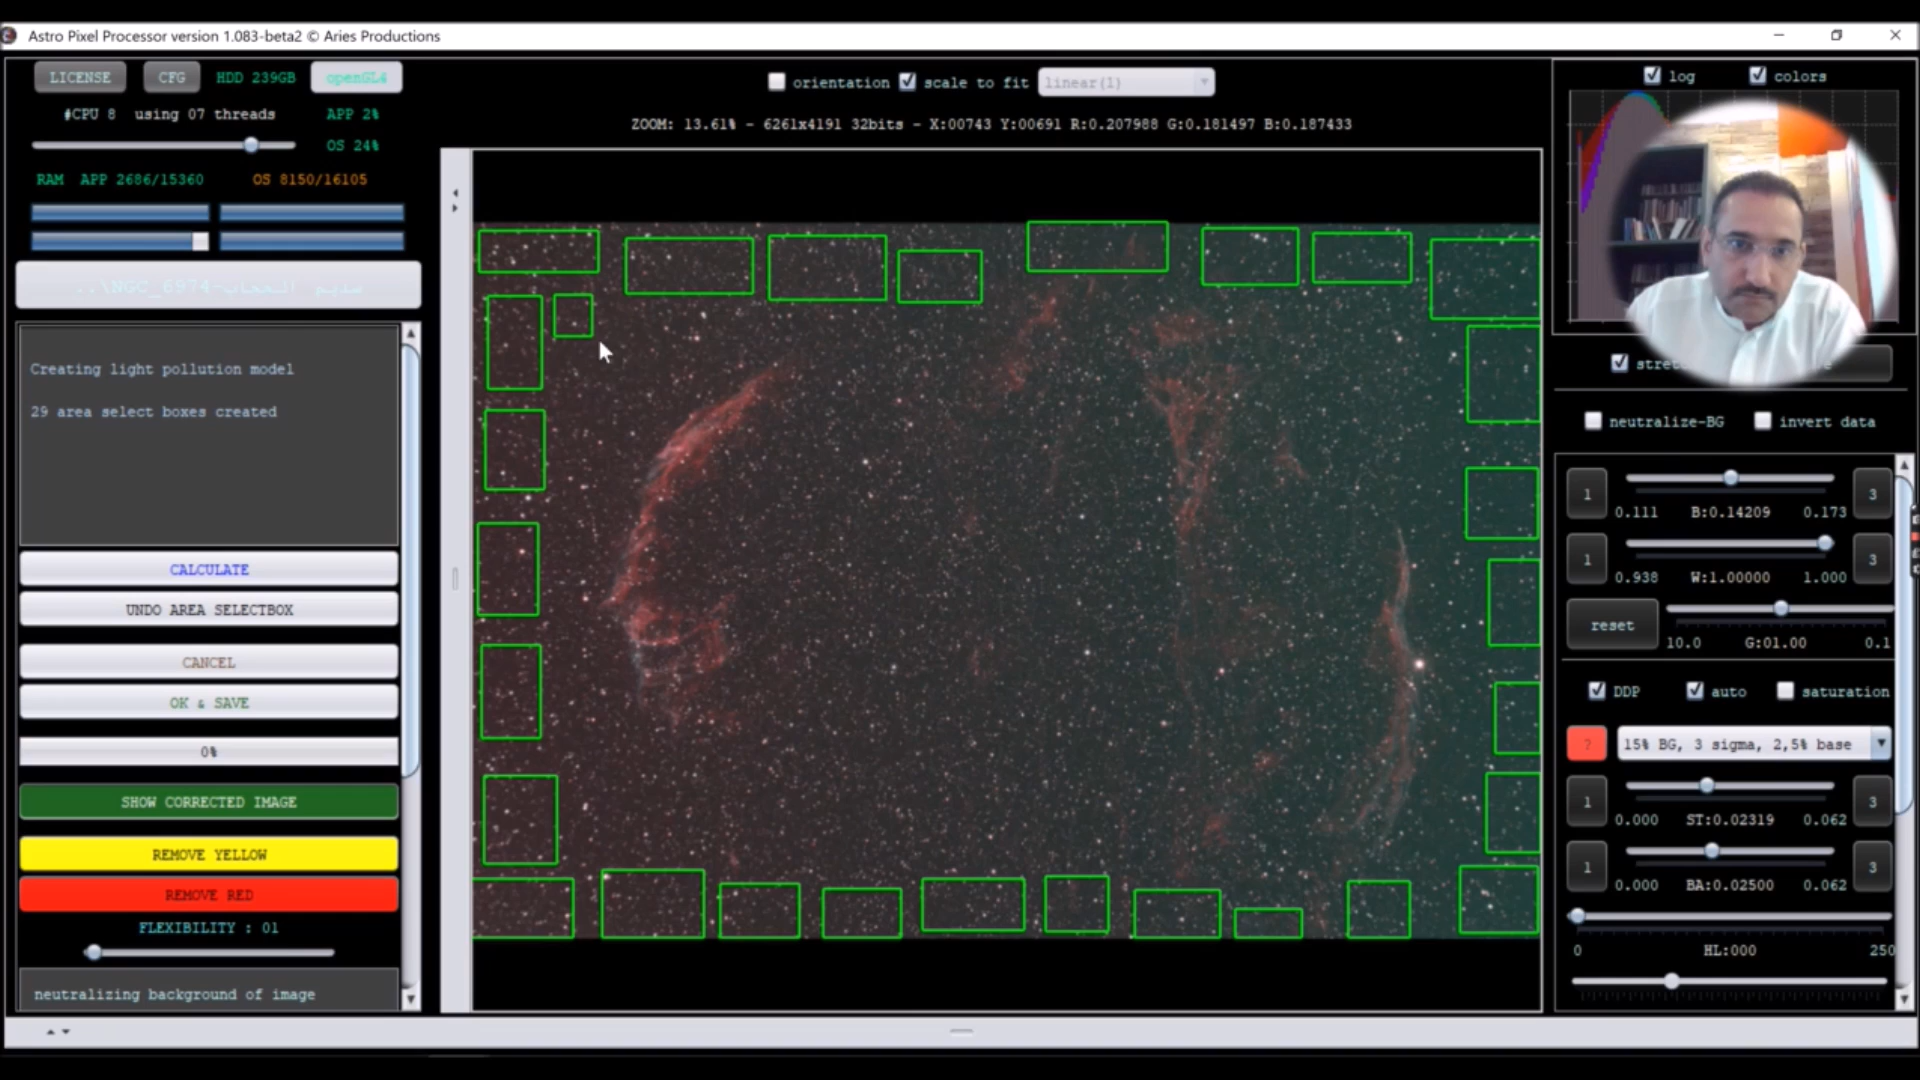 Astro Pixel Processor version 1.083-beta2 © Aries Productions
LICENSE
CFG
HDD 239GB
openGL4
#CPU 8 using 07 threads
APP 2%
OS 24%
RAM APP 2686/15360
OS 8150/16105
..\NGC_6974-سديم الحجاب
Creating light pollution model
29 area select boxes created
CALCULATE
UNDO AREA SELECTBOX
CANCEL
OK & SAVE
0%
SHOW CORRECTED IMAGE
REMOVE YELLOW
REMOVE RED
FLEXIBILITY : 01
neutralizing background of image
orientation
scale to fit
linear(1)
ZOOM: 13.61% - 6261x4191 32bits - X:00743 Y:00691 R:0.207988 G:0.181497 B:0.187433
log
colors
neutralize-BG
invert data
1
3
0.111 B:0.14209 0.173
1
3
0.938 W:1.00000 1.000
reset
10.0 G:01.00 0.1
DDP
auto
saturation
?
15% BG, 3 sigma, 2,5% base
1
3
0.000 ST:0.02319 0.062
1
3
0.000 BA:0.02500 0.062
0 HL:000 250